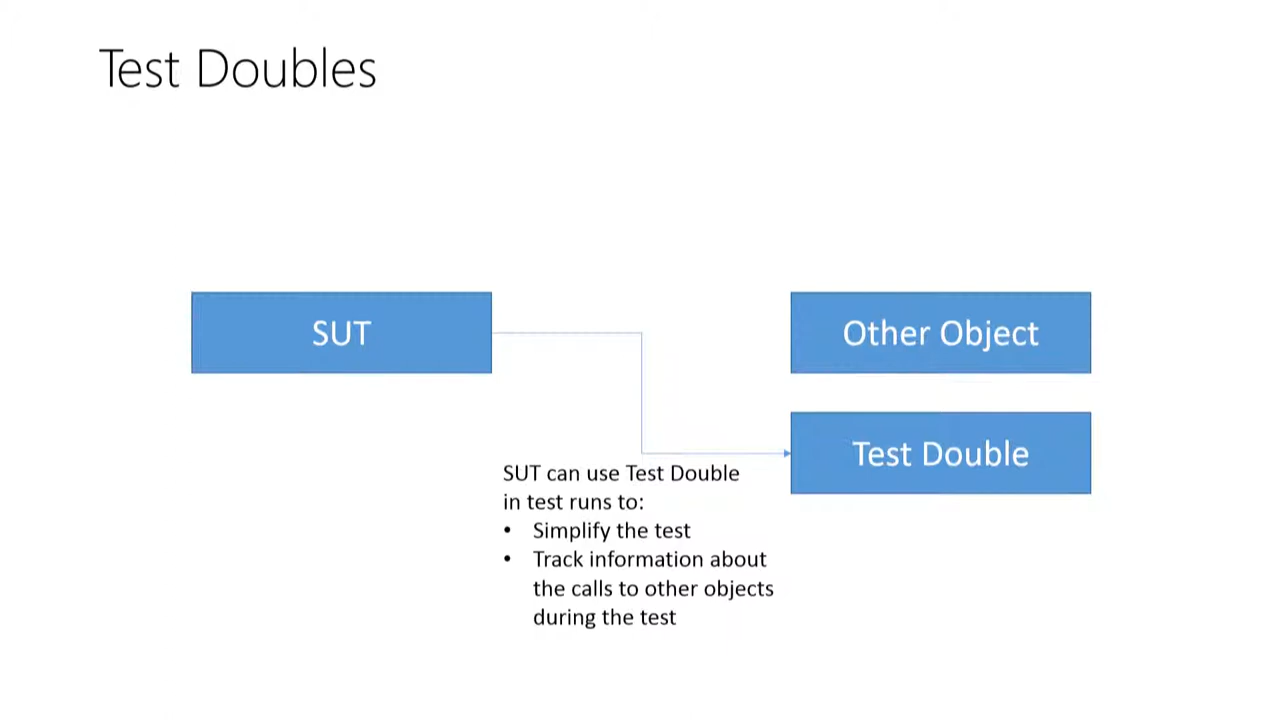 Test Doubles
SUT
Other Object
Test Double
SUT can use Test Double
in test runs to:
• Simplify the test
• Track information about
the calls to other objects
during the test